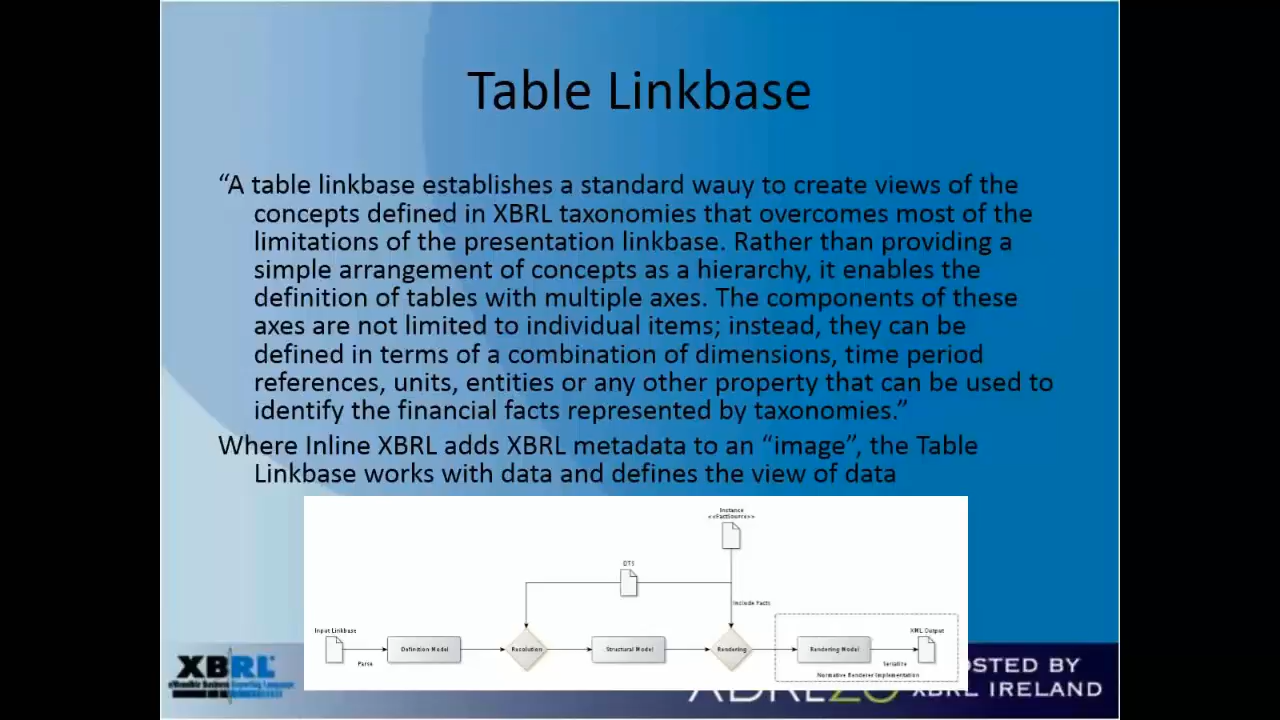 Table Linkbase
“A table linkbase establishes a standard wauy to create views of the
concepts defined in XBRL taxonomies that overcomes most of the
limitations of the presentation linkbase. Rather than providing a
simple arrangement of concepts as a hierarchy, it enables the
definition of tables with multiple axes. The components of these
axes are not limited to individual items; instead, they can be
defined in terms of a combination of dimensions, time period
references, units, entities or any other property that can be used to
identify the financial facts represented by taxonomies.”
Where Inline XBRL adds XBRL metadata to an “image”, the Table
Linkbase works with data and defines the view of data
Instance
<<FactSource>>
DTS
Include Facts
Input Linkbase
XML Output
Definition Model
Resolution
Structural Model
Rendering
Rendering Model
Parse
Serialize
Normative Renderer Implementation
XBRL
eXtensible Business Reporting Language
OSTED BY
XBRL IRELAND